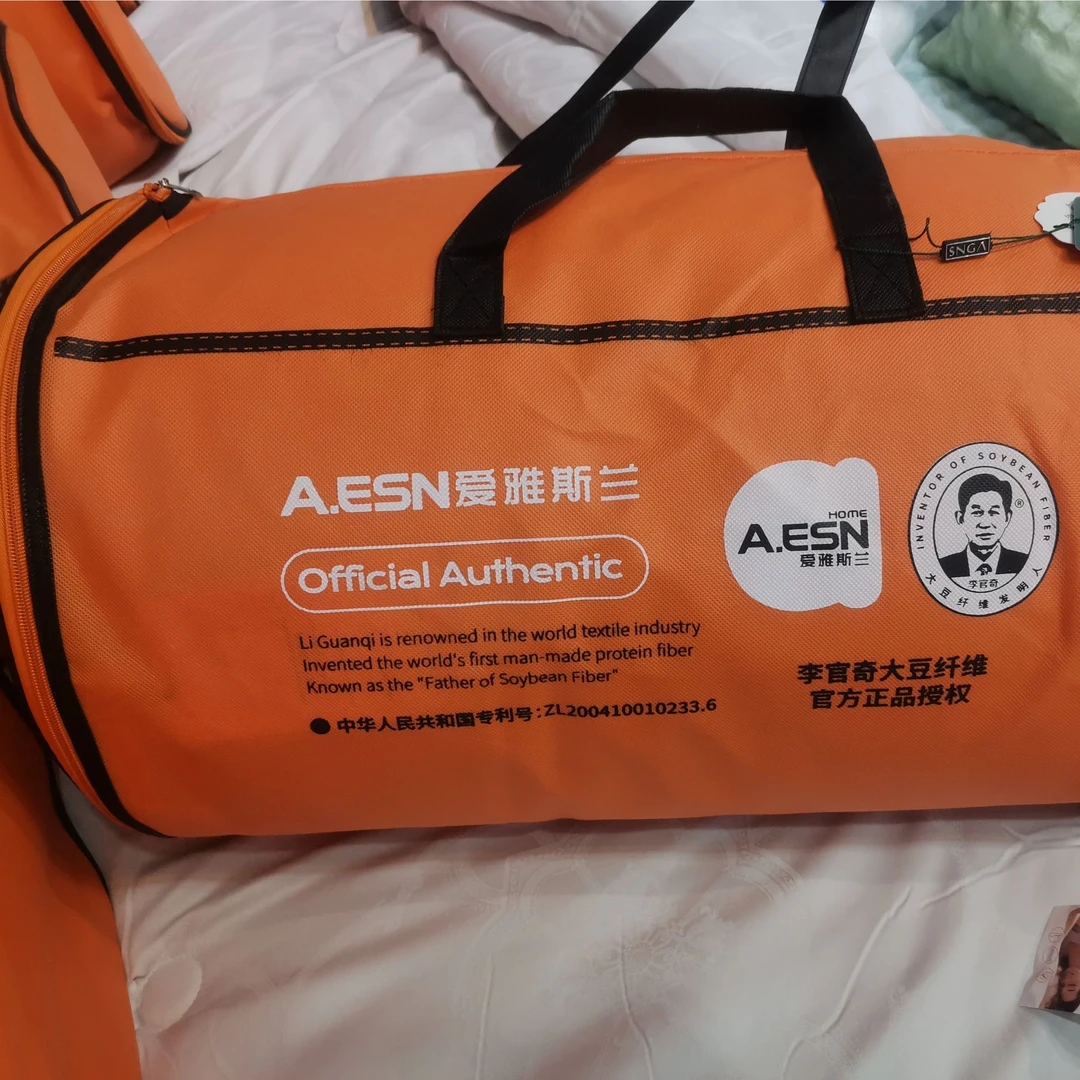 SNGA
A.ESN爱雅斯兰
Official Authentic
Li Guanqi is renowned in the world textile industry
Invented the world's first man-made protein fiber
Known as the "Father of Soybean Fiber"
中华人民共和国专利号:ZL200410010233.6
HOME
A.ESN
爱雅斯兰
INVENTOR OF SOYBEAN FIBER
®
李官奇
大豆纤维发明人
李官奇大豆纤维
官方正品授权